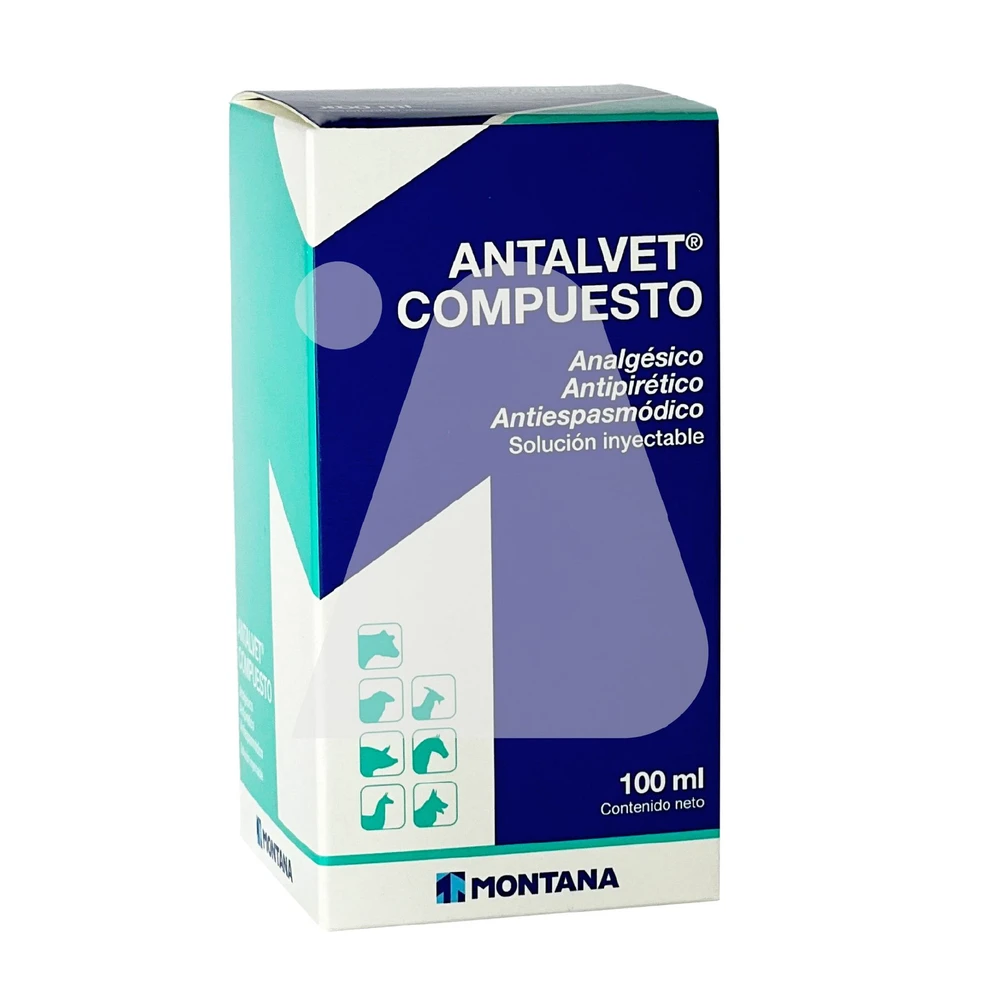 ANTALVET®
COMPUESTO
Analgésico
Antipirético
Antiespasmódico
Solución inyectable
100 ml
Contenido neto
MONTANA
ANTALVET®
COMPUESTO
MONTANA